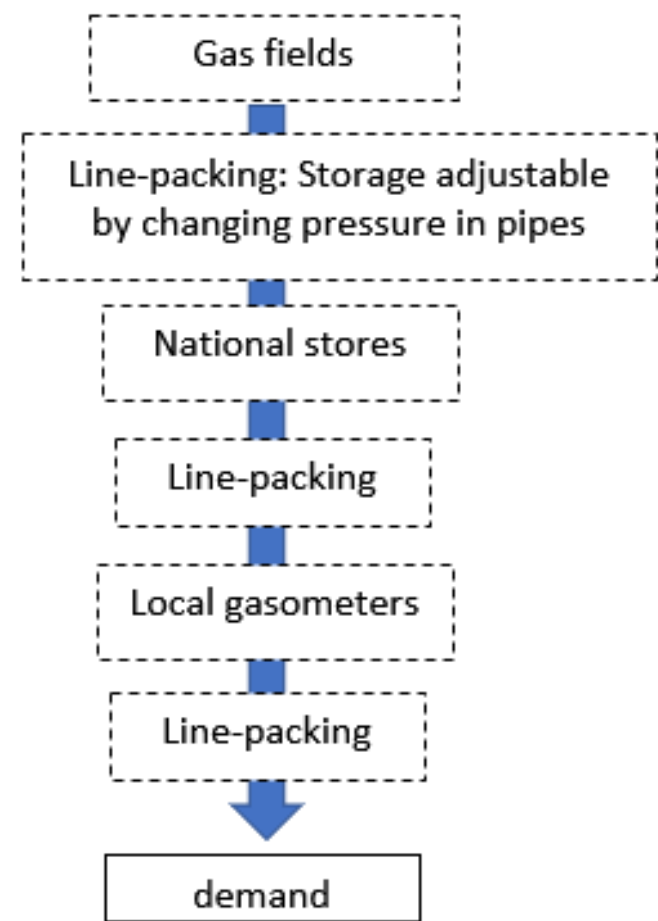 Gas fields
Line-packing: Storage adjustable
by changing pressure in pipes
National stores
Line-packing
Local gasometers
Line-packing
demand